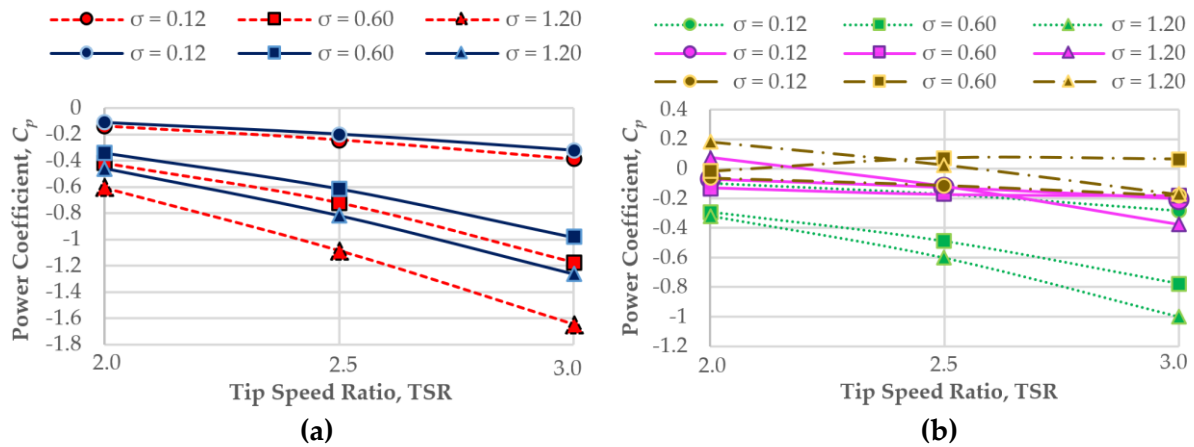 σ = 0.12 σ = 0.60 σ = 1.20
σ = 0.12 σ = 0.60 σ = 1.20
0
-0.2
-0.4
-0.6
-0.8
-1
-1.2
-1.4
-1.6
-1.8
2.0 2.5 3.0
Power Coefficient, Cp
Tip Speed Ratio, TSR
(a)
σ = 0.12 σ = 0.60 σ = 1.20
σ = 0.12 σ = 0.60 σ = 1.20
σ = 0.12 σ = 0.60 σ = 1.20
0.4
0.2
0
-0.2
-0.4
-0.6
-0.8
-1
-1.2
2.0 2.5 3.0
Power Coefficient, Cp
Tip Speed Ratio, TSR
(b)